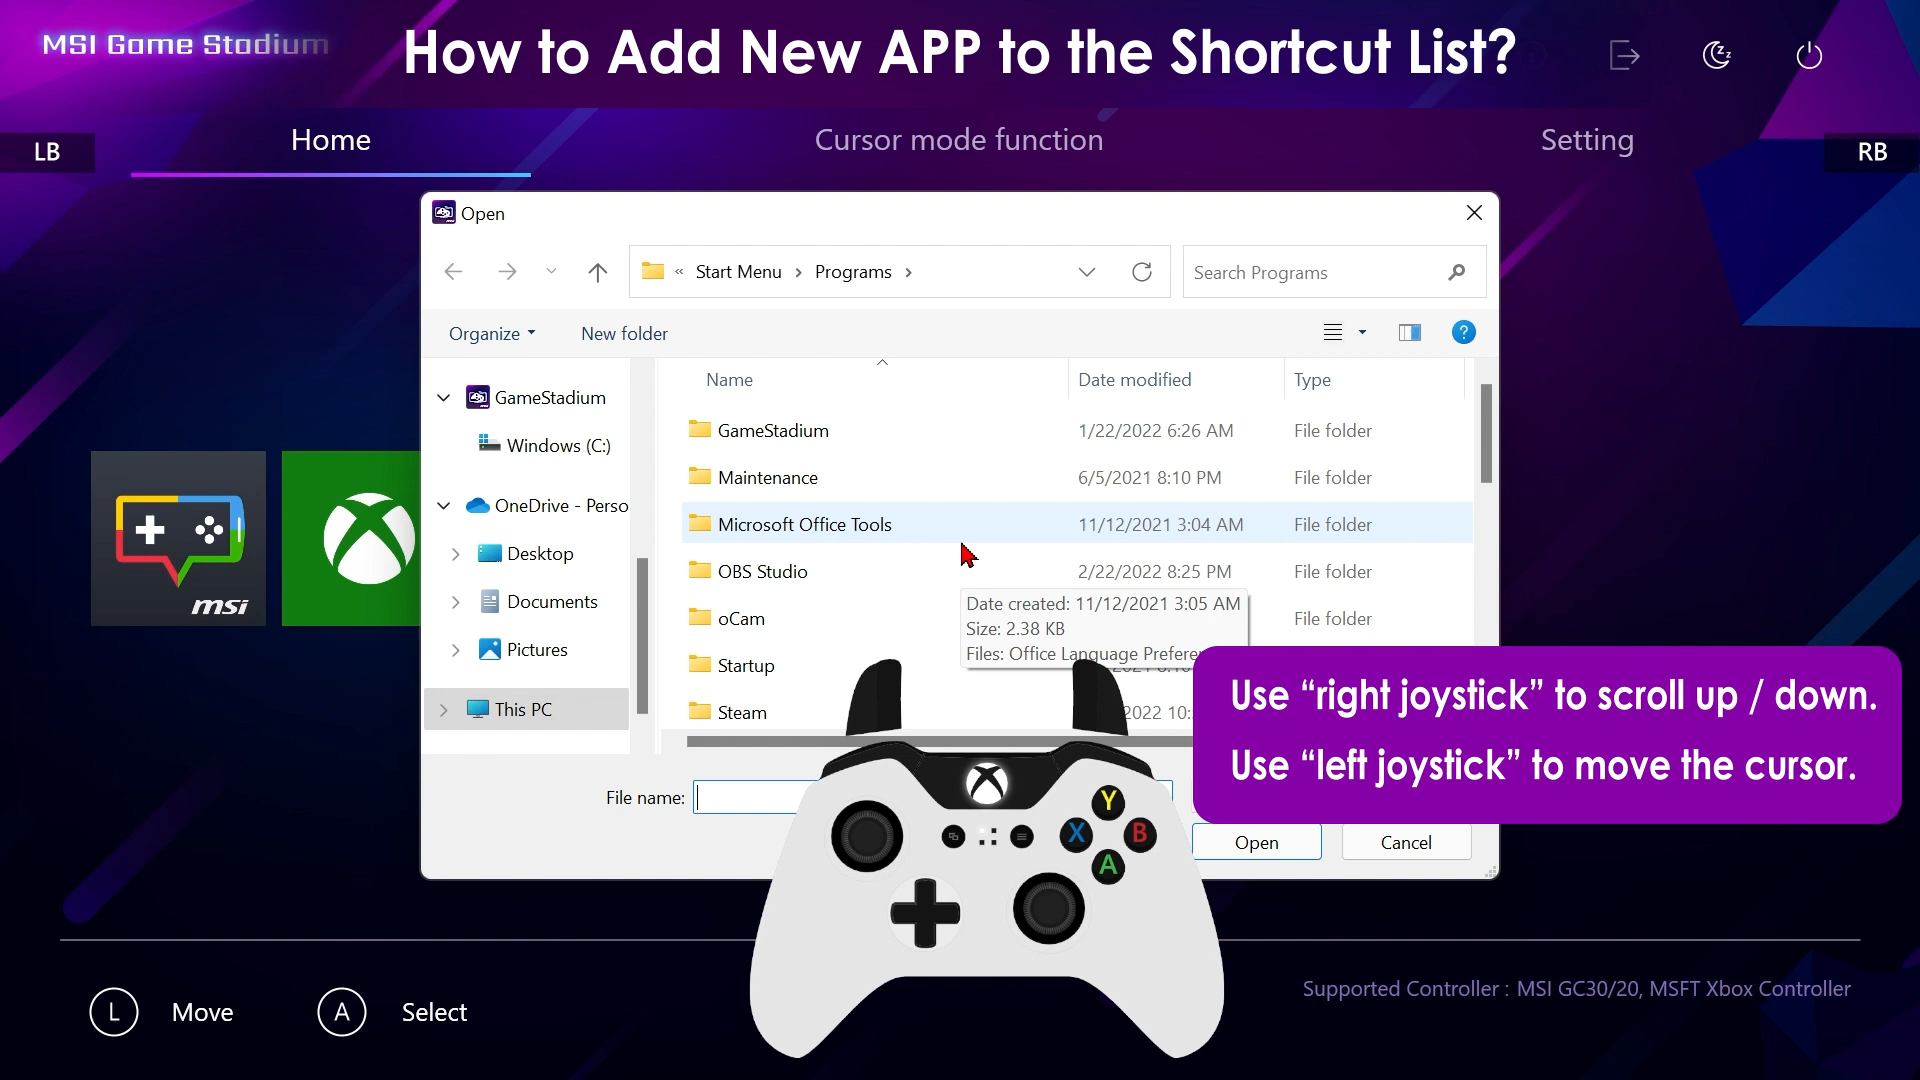 MSI Game Stadium
How to Add New APP to the Shortcut List?
LB
Home
Cursor mode function
Setting
RB
Open
« Start Menu › Programs ›
Search Programs
Organize
New folder
Name
Date modified
Type
GameStadium
Windows (C:)
OneDrive - Perso
Desktop
Documents
Pictures
This PC
GameStadium 1/22/2022 6:26 AM File folder
Maintenance 6/5/2021 8:10 PM File folder
Microsoft Office Tools 11/12/2021 3:04 AM File folder
OBS Studio 2/22/2022 8:25 PM File folder
oCam File folder
Startup
Steam 2022 10:
Date created: 11/12/2021 3:05 AM
Size: 2.38 KB
Files: Office Language Prefere
msi
Use “right joystick” to scroll up / down.
Use “left joystick” to move the cursor.
File name:
Open
Cancel
Y
X
B
A
L Move
A Select
Supported Controller : MSI GC30/20, MSFT Xbox Controller